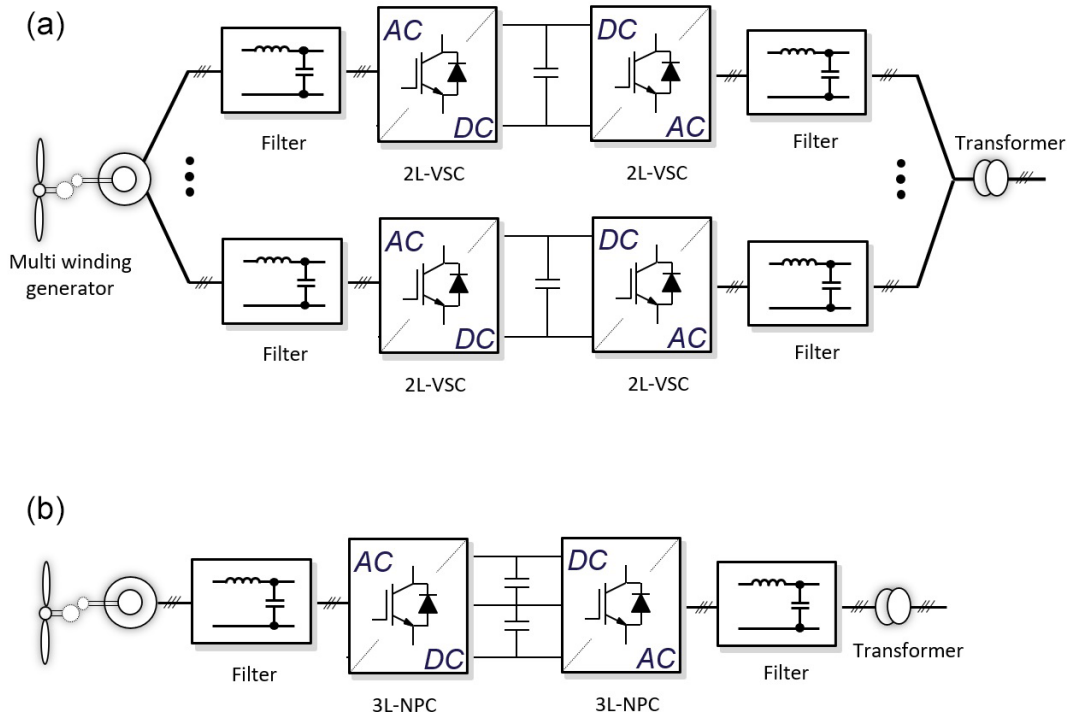 (a)
AC
DC
DC
AC
Filter
2L-VSC
2L-VSC
Filter
Transformer
Multi winding
generator
AC
DC
DC
AC
Filter
2L-VSC
2L-VSC
Filter
(b)
AC
DC
DC
AC
Filter
3L-NPC
3L-NPC
Filter
Transformer